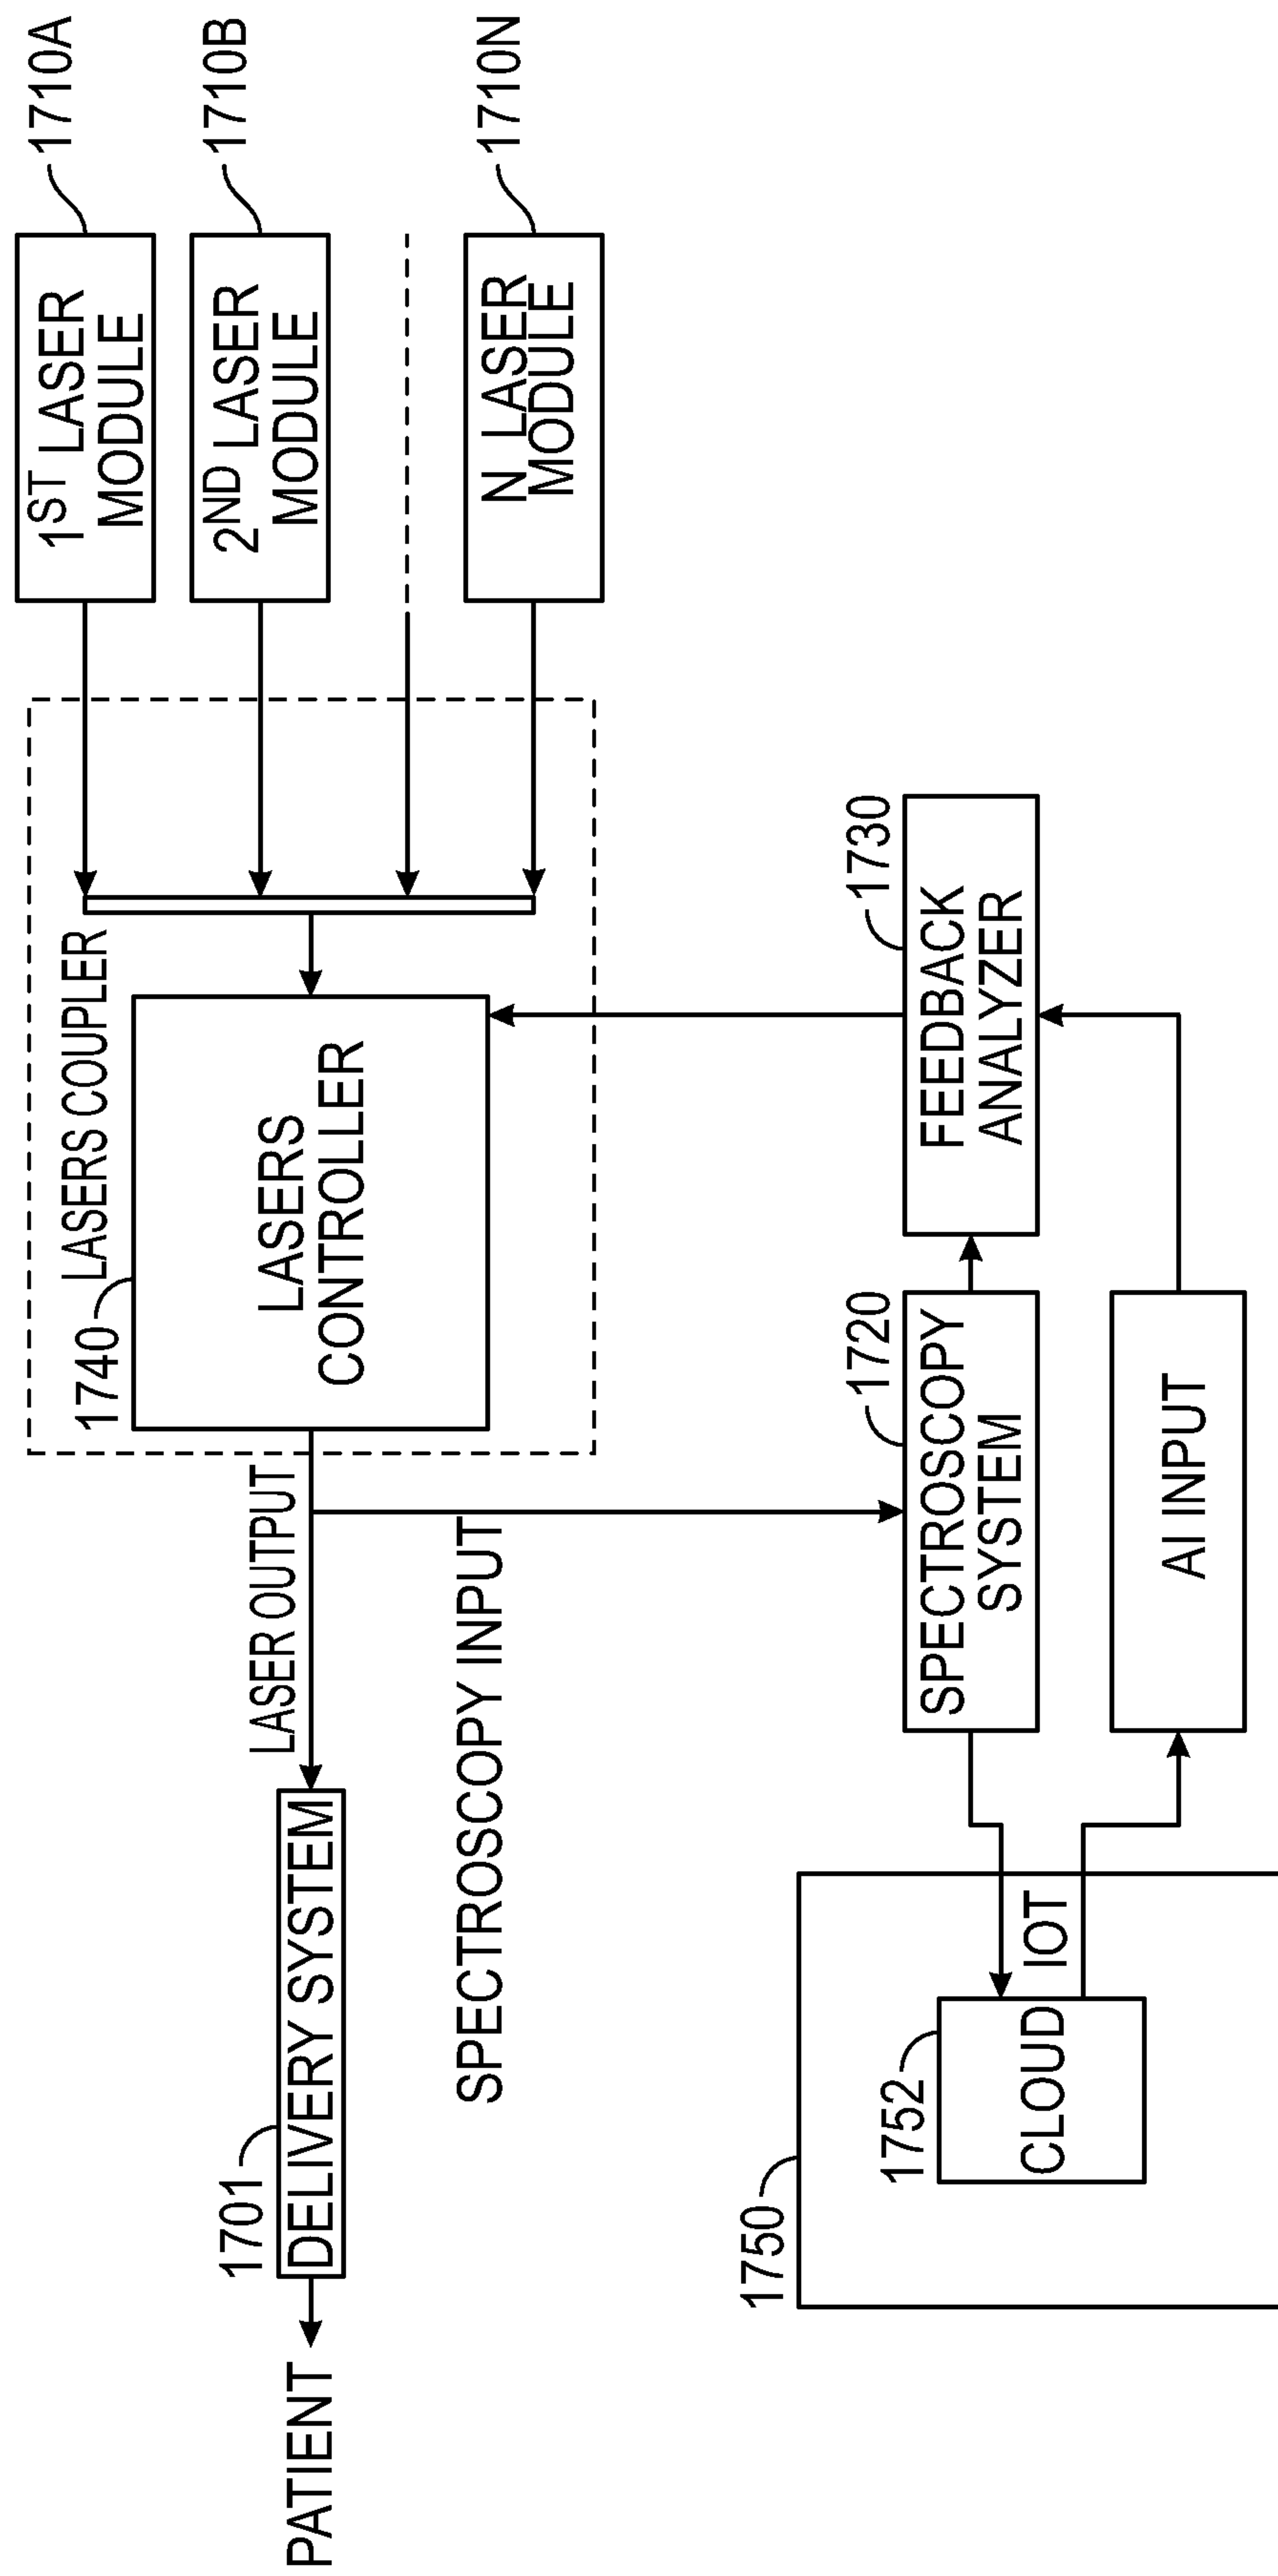 1710A
1ST LASER
MODULE
1710B
2ND LASER
MODULE
1710N
N LASER
MODULE
LASERS COUPLER
1740
LASERS
CONTROLLER
LASER OUTPUT
1701
DELIVERY SYSTEM
PATIENT
SPECTROSCOPY INPUT
1730
FEEDBACK
ANALYZER
1720
SPECTROSCOPY
SYSTEM
AI INPUT
1750
IOT
1752
CLOUD